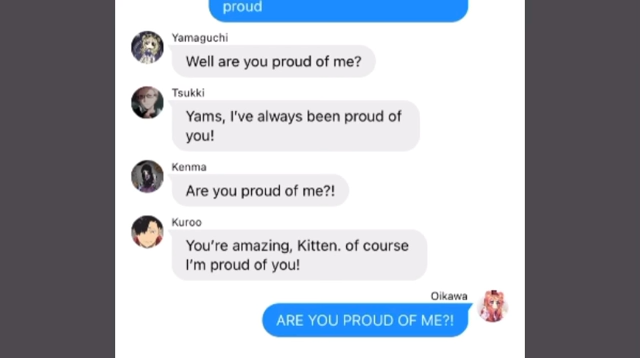 proud
Yamaguchi
Well are you proud of me?
Tsukki
Yams, I've always been proud of
you!
Kenma
Are you proud of me?!
Kuroo
You're amazing, Kitten. of course
I'm proud of you!
Oikawa
ARE YOU PROUD OF ME?!